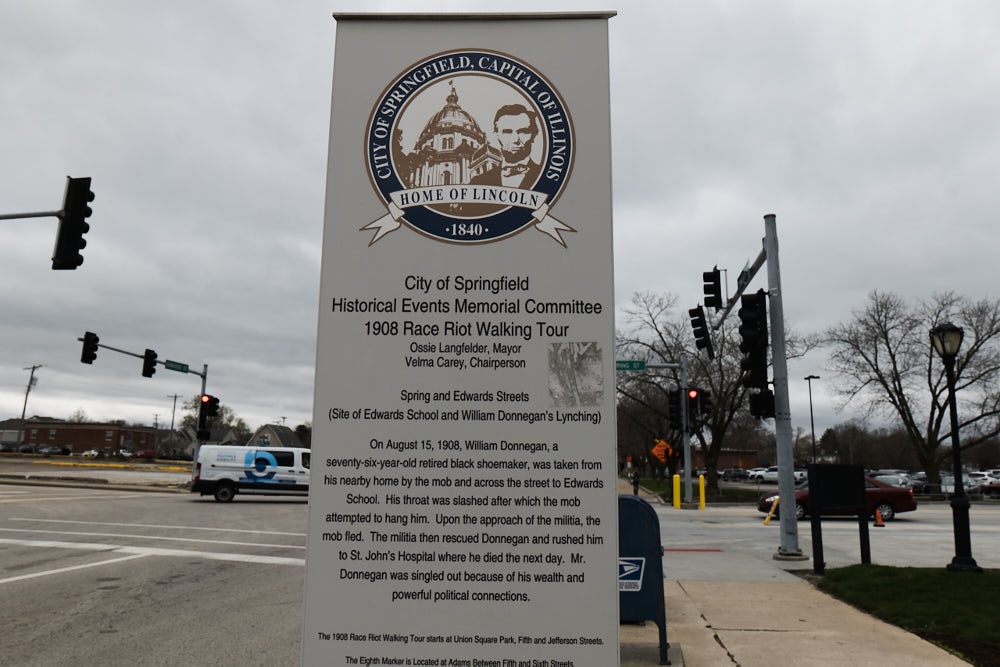 CITY OF SPRINGFIELD, CAPITAL OF ILLINOIS
HOME OF LINCOLN
·1840·
City of Springfield
Historical Events Memorial Committee
1908 Race Riot Walking Tour
Ossie Langfelder, Mayor
Velma Carey, Chairperson
Spring and Edwards Streets
(Site of Edwards School and William Donnegan's Lynching)
On August 15, 1908, William Donnegan, a
seventy-six-year-old retired black shoemaker, was taken from
his nearby home by the mob and across the street to Edwards
School. His throat was slashed after which the mob
attempted to hang him. Upon the approach of the militia, the
mob fled. The militia then rescued Donnegan and rushed him
to St. John's Hospital where he died the next day. Mr.
Donnegan was singled out because of his wealth and
powerful political connections.
The 1908 Race Riot Walking Tour starts at Union Square Park, Fifth and Jefferson Streets.
The Eighth Marker is Located at Adams Between Fifth and Sixth Streets.
ING ST